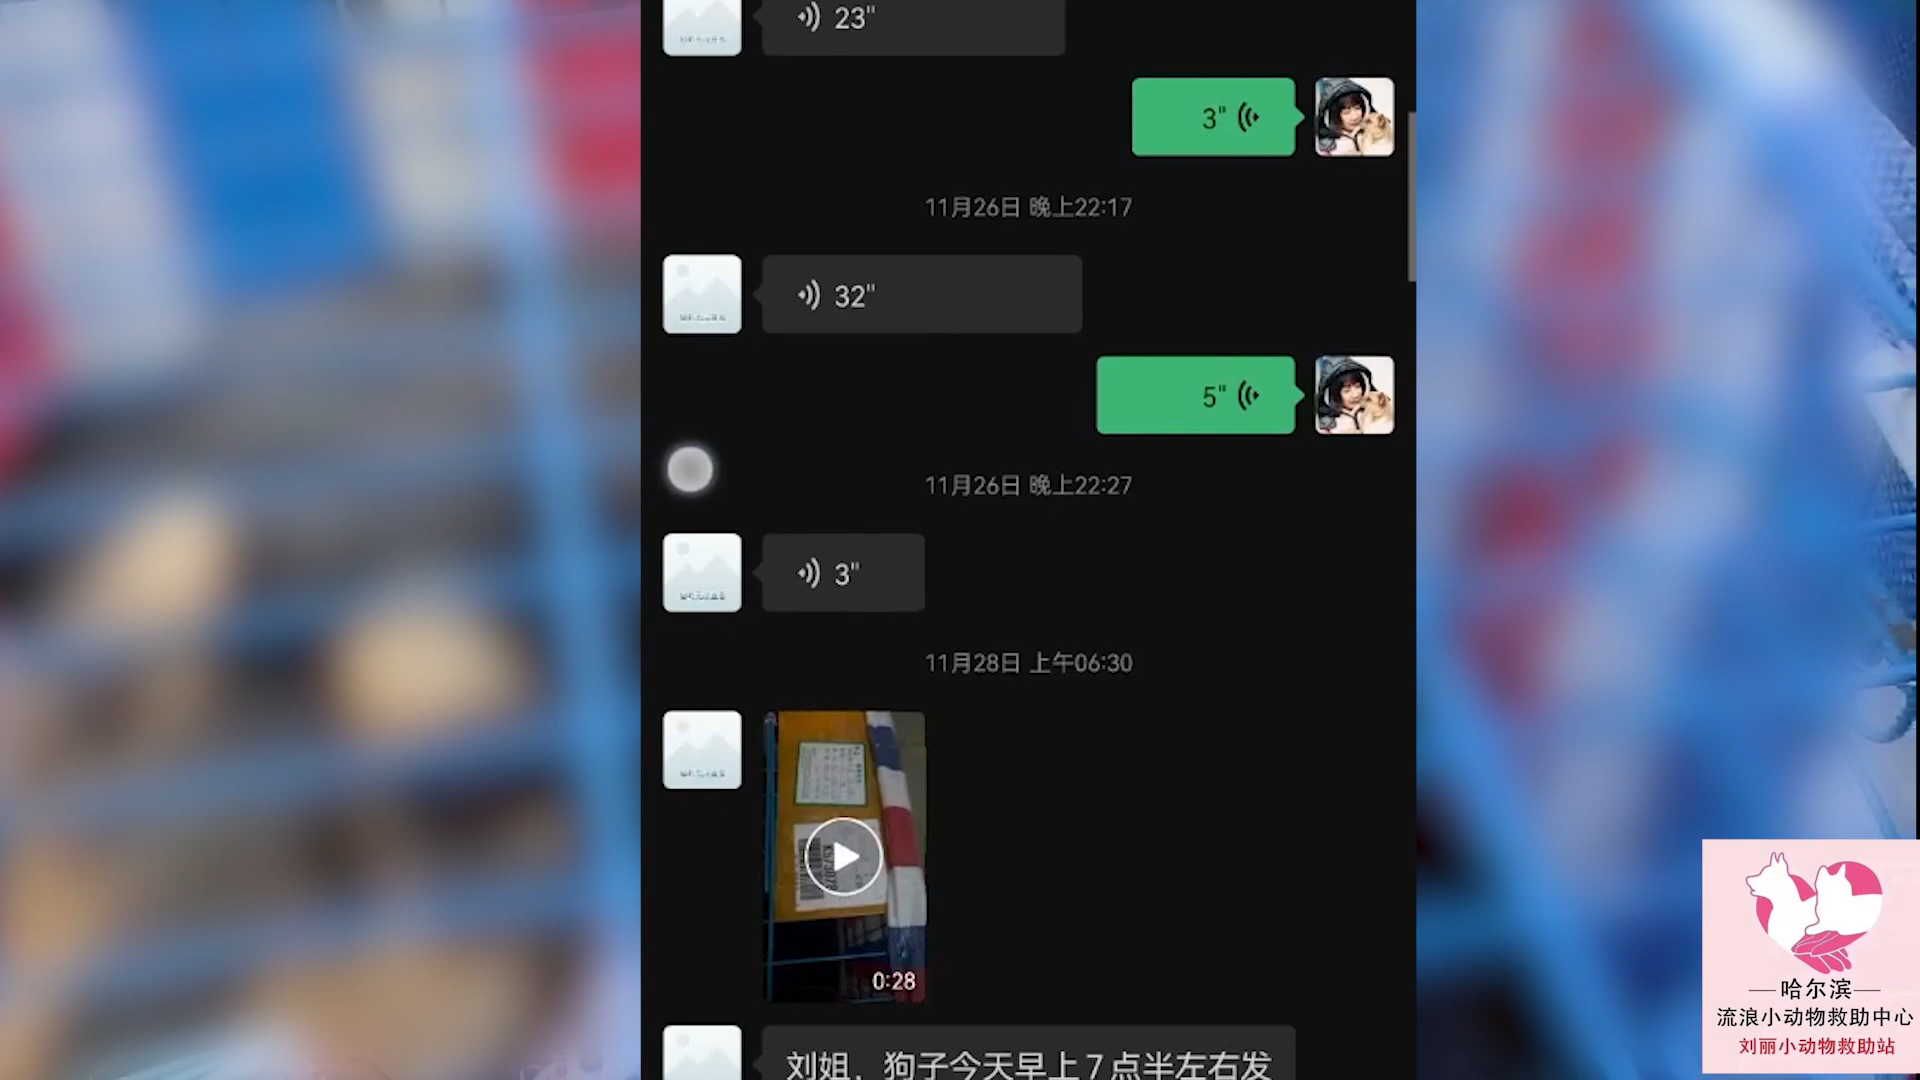 23"
3"
11月26日 晚上22:17
32"
5"
11月26日 晚上22:27
3"
11月28日 上午06:30
0:28
刘姐，狗子今天早上7点半左右发
哈尔滨
流浪小动物救助中心
刘丽小动物救助站